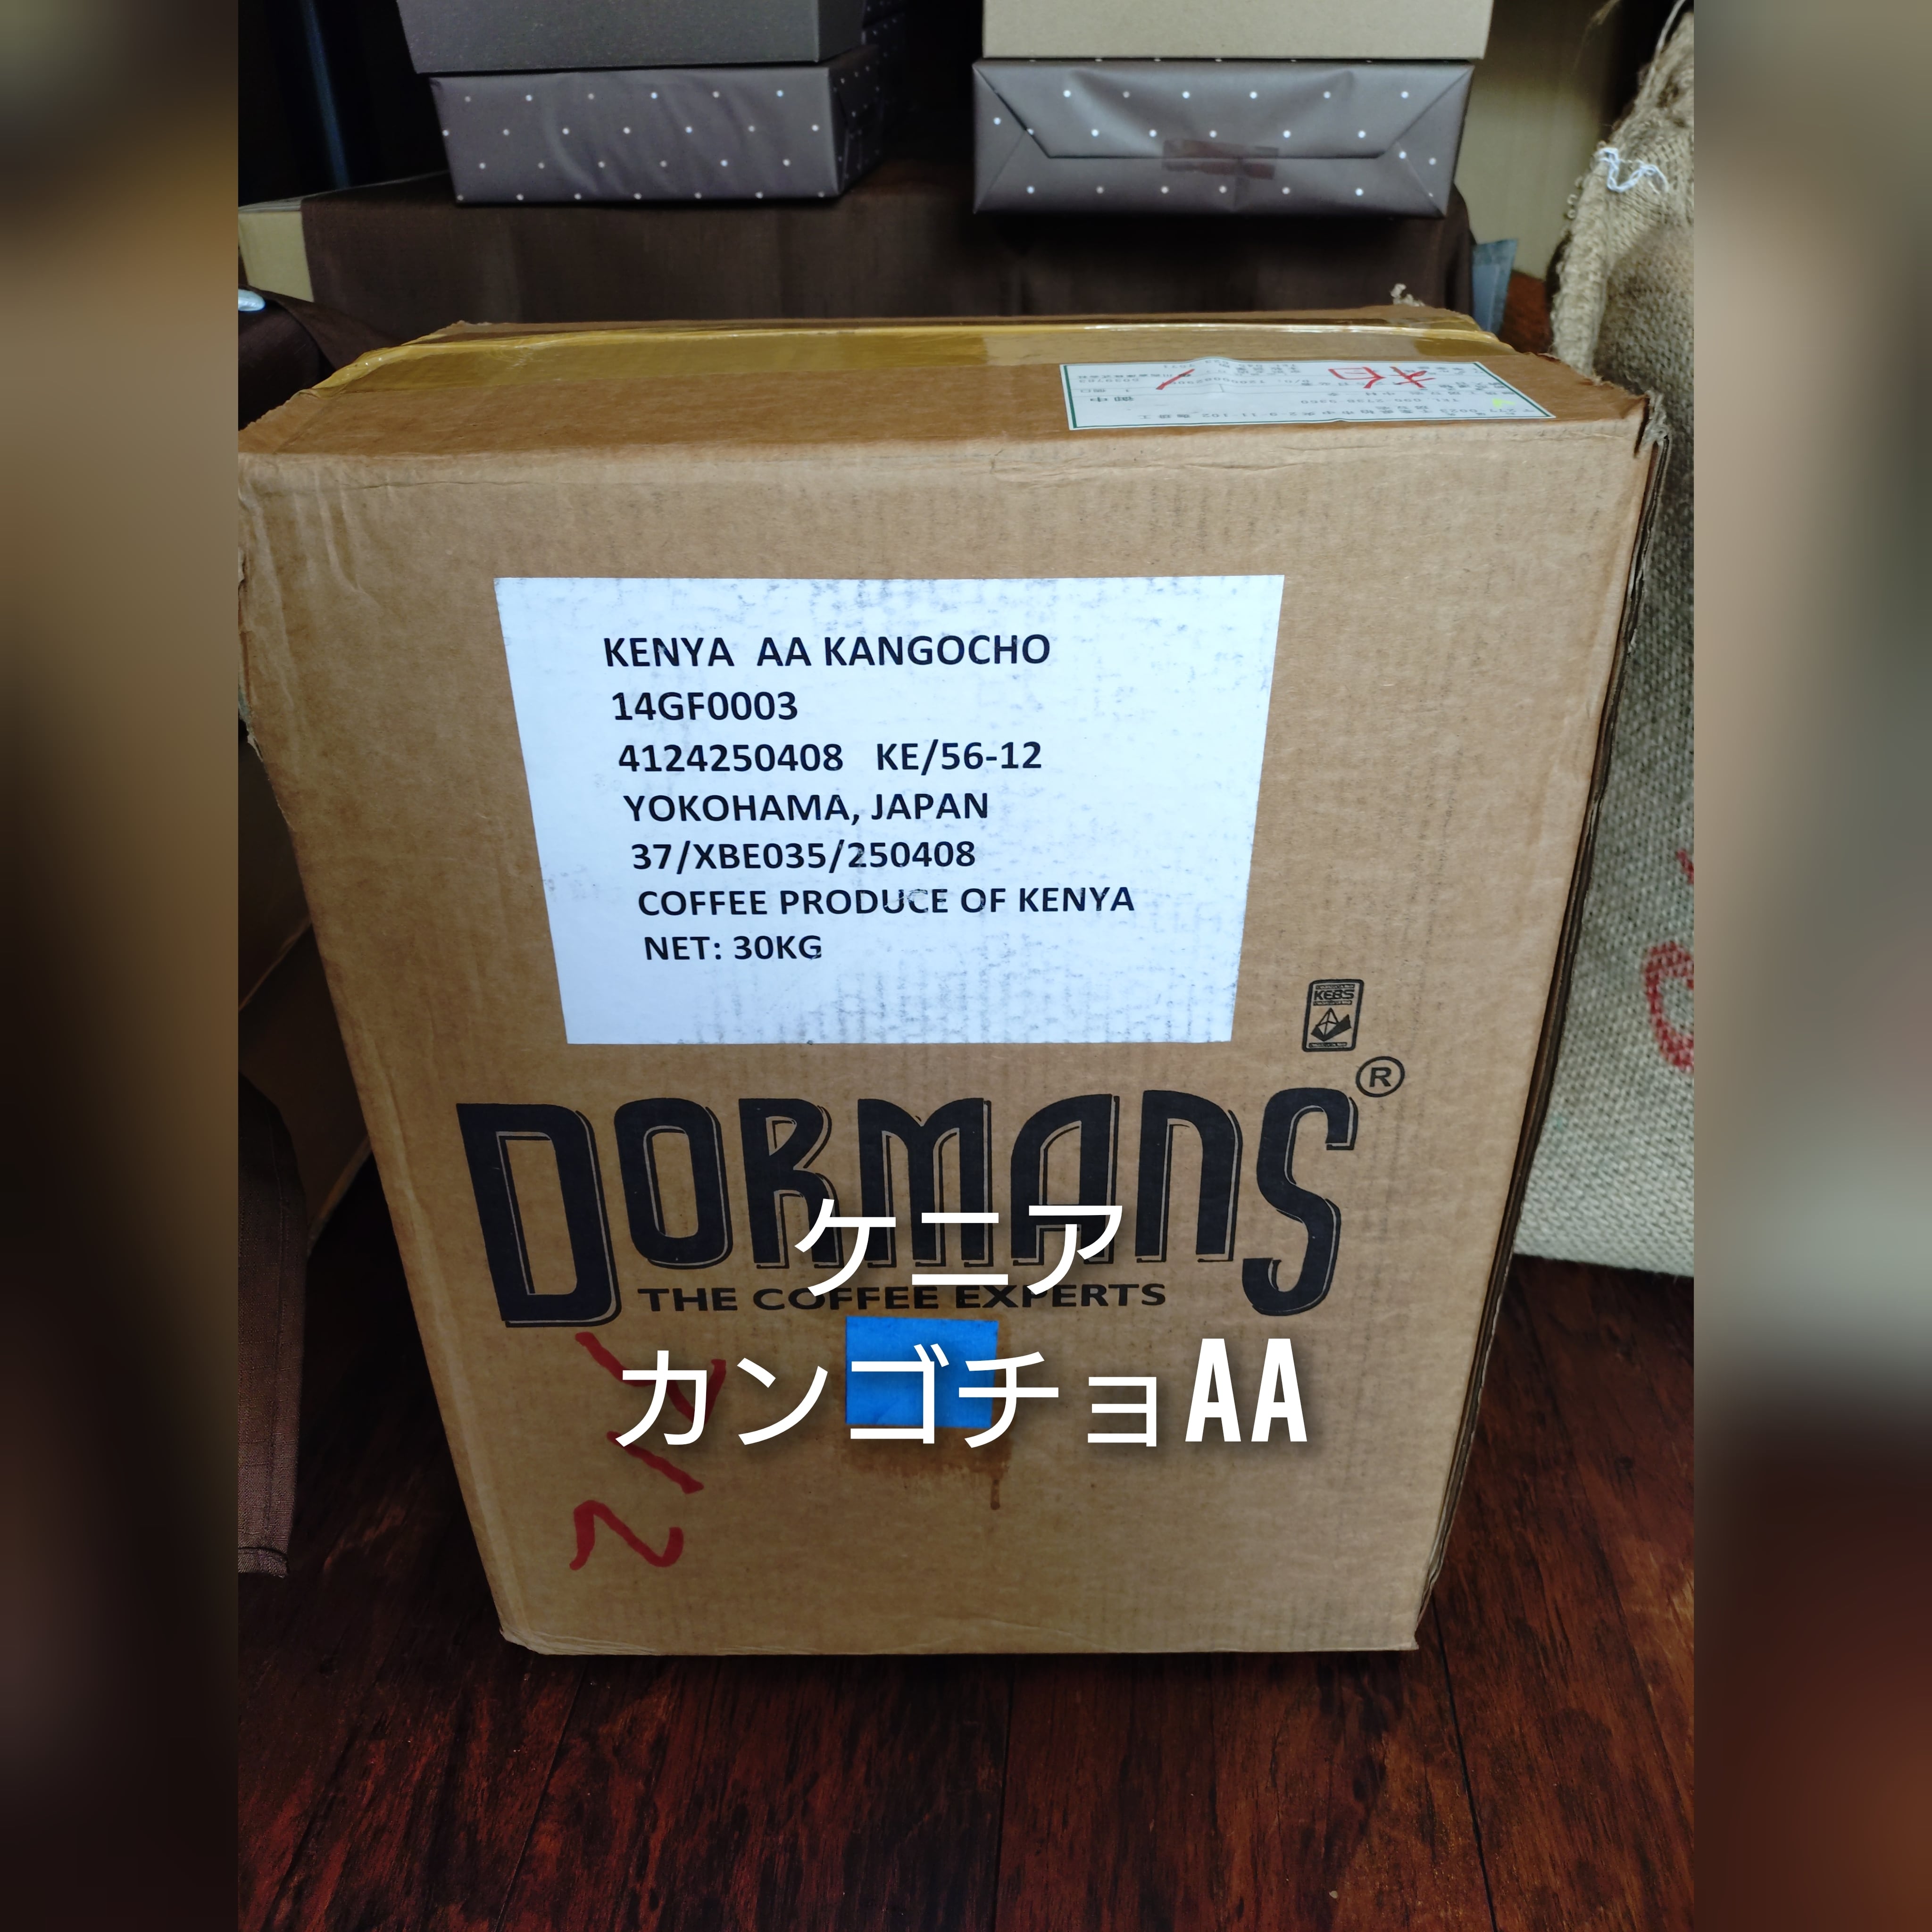 KENYA AA KANGOCHO
14GF0003
4124250408 KE/56-12
YOKOHAMA, JAPAN
37/XBE035/250408
COFFEE PRODUCE OF KENYA
NET: 30KG
KEBS
DORMANS®
THE COFFEE EXPERTS
ケニア
カンゴチョAA